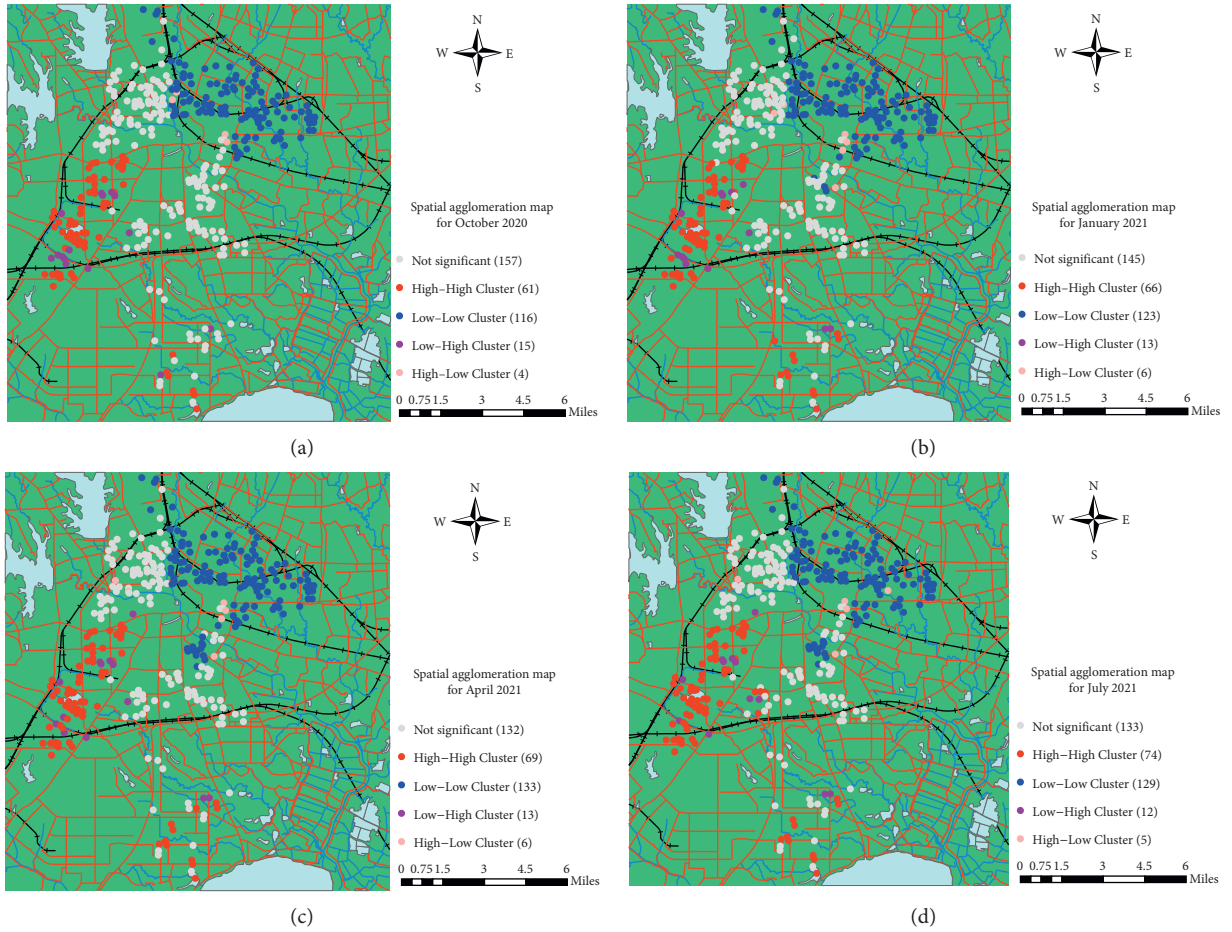 N
W E
S
Spatial agglomeration map
for October 2020
Not significant (157)
High–High Cluster (61)
Low–Low Cluster (116)
Low–High Cluster (15)
High–Low Cluster (4)
0 0.75 1.5 3 4.5 6
Miles
(a)
N
W E
S
Spatial agglomeration map
for January 2021
Not significant (145)
High–High Cluster (66)
Low–Low Cluster (123)
Low–High Cluster (13)
High–Low Cluster (6)
0 0.75 1.5 3 4.5 6
Miles
(b)
N
W E
S
Spatial agglomeration map
for April 2021
Not significant (132)
High–High Cluster (69)
Low–Low Cluster (133)
Low–High Cluster (13)
High–Low Cluster (6)
0 0.75 1.5 3 4.5 6
Miles
(c)
N
W E
S
Spatial agglomeration map
for July 2021
Not significant (133)
High–High Cluster (74)
Low–Low Cluster (129)
Low–High Cluster (12)
High–Low Cluster (5)
0 0.75 1.5 3 4.5 6
Miles
(d)